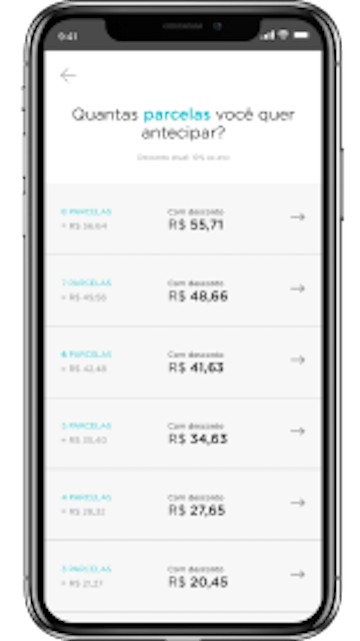 9:41
Quantas parcelas você quer
antecipar?
Desconto atual: 10% ao ano
8 PARCELAS
Com desconto
= R$ 56,64
R$ 55,71
7 PARCELAS
Com desconto
= R$ 49,56
R$ 48,66
6 PARCELAS
Com desconto
= R$ 42,48
R$ 41,63
5 PARCELAS
Com desconto
= R$ 35,40
R$ 34,63
4 PARCELAS
Com desconto
= R$ 28,32
R$ 27,65
3 PARCELAS
Com desconto
= R$ 21,27
R$ 20,45